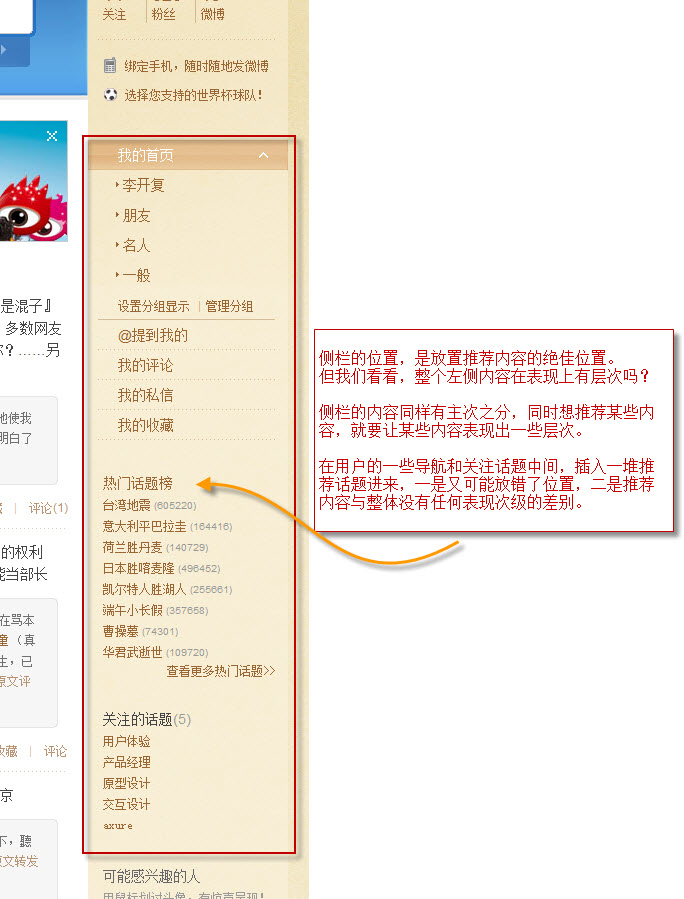 关注
粉丝
微博
绑定手机，随时随地发微博
选择您支持的世界杯球队！
我的首页
李开复
朋友
名人
一般
设置分组显示 | 管理分组
@提到我的
我的评论
我的私信
我的收藏
热门话题榜
台湾地震 (605220)
意大利平巴拉圭 (164416)
荷兰胜丹麦 (140729)
日本胜喀麦隆 (496452)
凯尔特人胜湖人 (255661)
端午小长假 (357658)
曹操墓 (74301)
华君武逝世 (109720)
查看更多热门话题>>
关注的话题(5)
用户体验
产品经理
原型设计
交互设计
axure
可能感兴趣的人
侧栏的位置，是放置推荐内容的绝佳位置。
但我们看看，整个左侧内容在表现上有层次吗？
侧栏的内容同样有主次之分，同时想推荐某些内
容，就要让某些内容表现出一些层次。
在用户的一些导航和关注话题中间，插入一堆推
荐话题进来，一是又可能放错了位置，二是推荐
内容与整体没有任何表现次级的差别。
是混子』
多数网友
？……另
他使我
明白了
| 评论(1)
的权利
能当部长
在骂本
童（真
生，已
原文评
收藏 | 评论
京
下，聽
原文转发